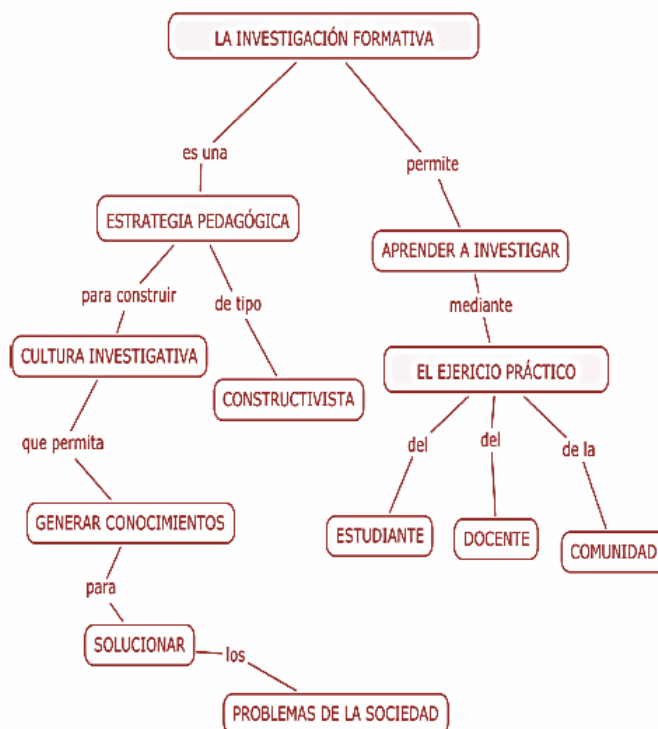 LA INVESTIGACIÓN FORMATIVA
es una
permite
ESTRATEGIA PEDAGÓGICA
APRENDER A INVESTIGAR
para construir
de tipo
mediante
CULTURA INVESTIGATIVA
CONSTRUCTIVISTA
EL EJERCICIO PRÁCTICO
que permita
del
del
de la
GENERAR CONOCIMIENTOS
ESTUDIANTE
DOCENTE
COMUNIDAD
para
SOLUCIONAR
los
PROBLEMAS DE LA SOCIEDAD